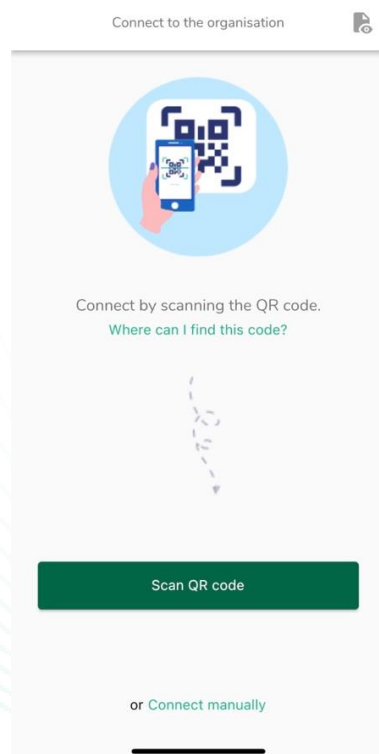 Connect to the organisation
Connect by scanning the QR code.
Where can I find this code?
Scan QR code
or Connect manually